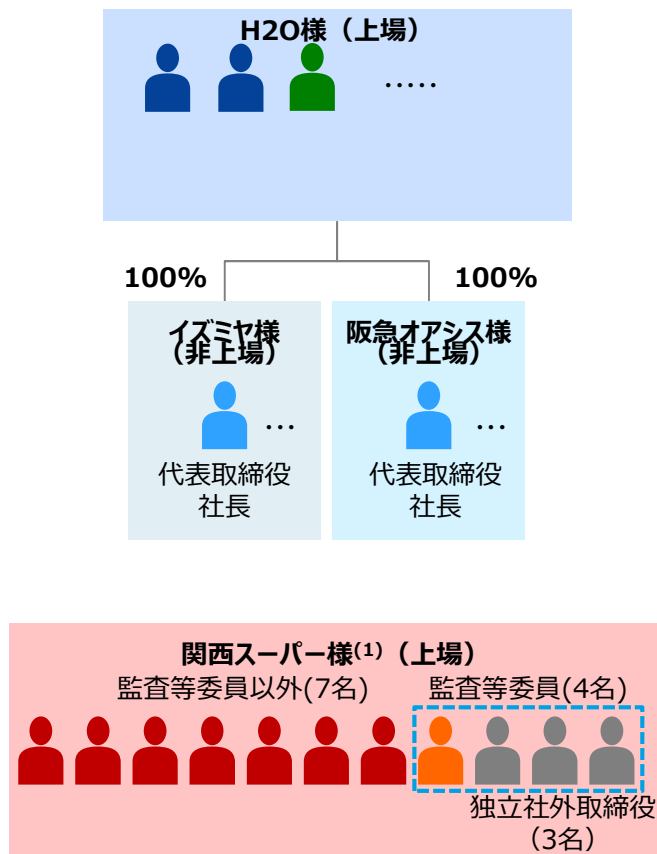 H2O様（上場）
･････
100%
100%
イズミヤ様
（非上場）
…
代表取締役
社長
阪急オアシス様
（非上場）
…
代表取締役
社長
関西スーパー様(1)（上場）
監査等委員以外(7名)
監査等委員(4名)
独立社外取締役
（3名）